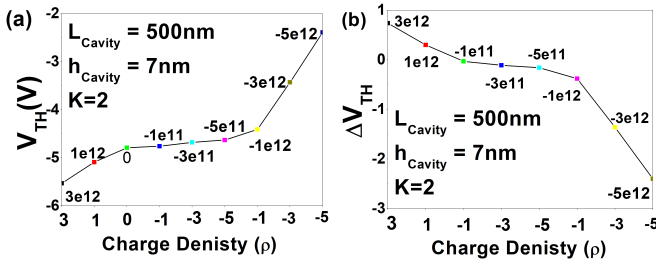 (a)
-2
-3
-4
-5
-6
V_TH(V)
L_Cavity = 500nm
h_Cavity = 7nm
K=2
3e12
1e12
0
-1e11
-3e11
-5e11
-1e12
-3e12
-5e12
3 1 0 -1 -3 -5 -1 -3 -5
Charge Denisty (ρ)
(b)
1
0
-1
-2
-3
ΔV_TH
3e12
1e12
-1e11
-3e11
-5e11
-1e12
-3e12
-5e12
L_Cavity = 500nm
h_Cavity = 7nm
K=2
3 1 -1 -3 -5 -1 -3 -5
Charge Denisty (ρ)